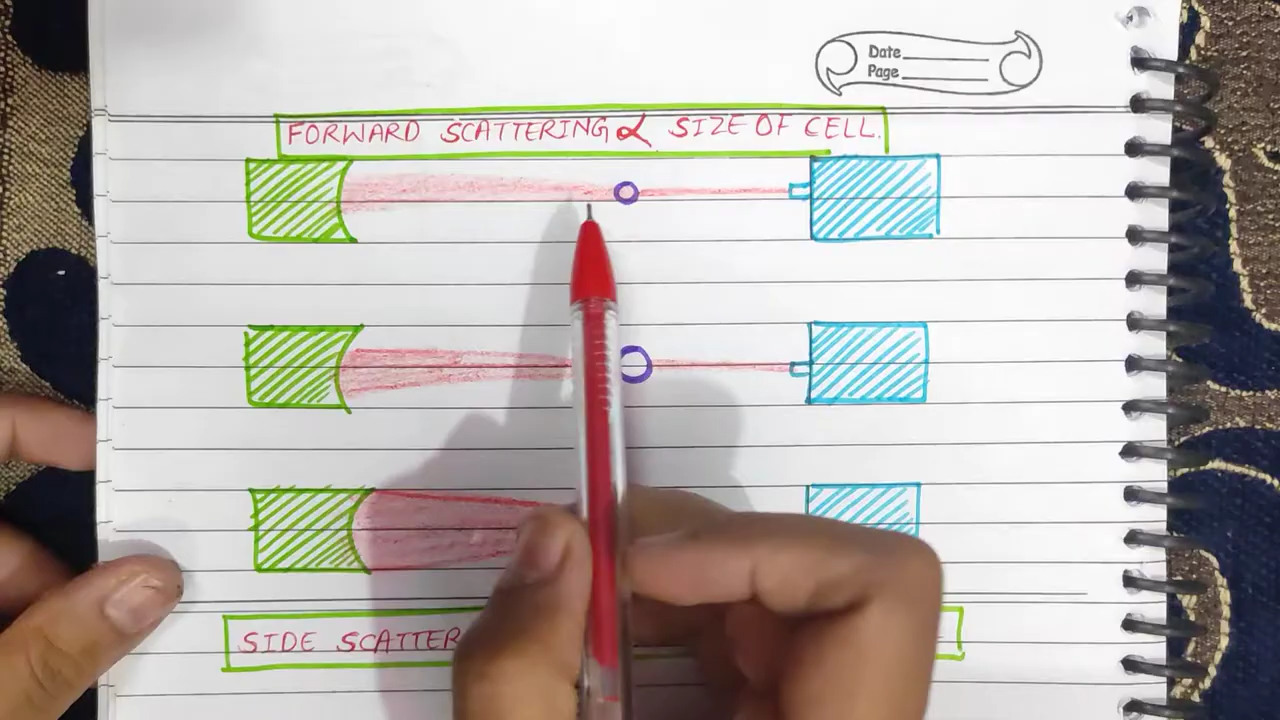 Date
Page
FORWARD SCATTERING ∝ SIZE OF CELL.
SIDE SCATTER